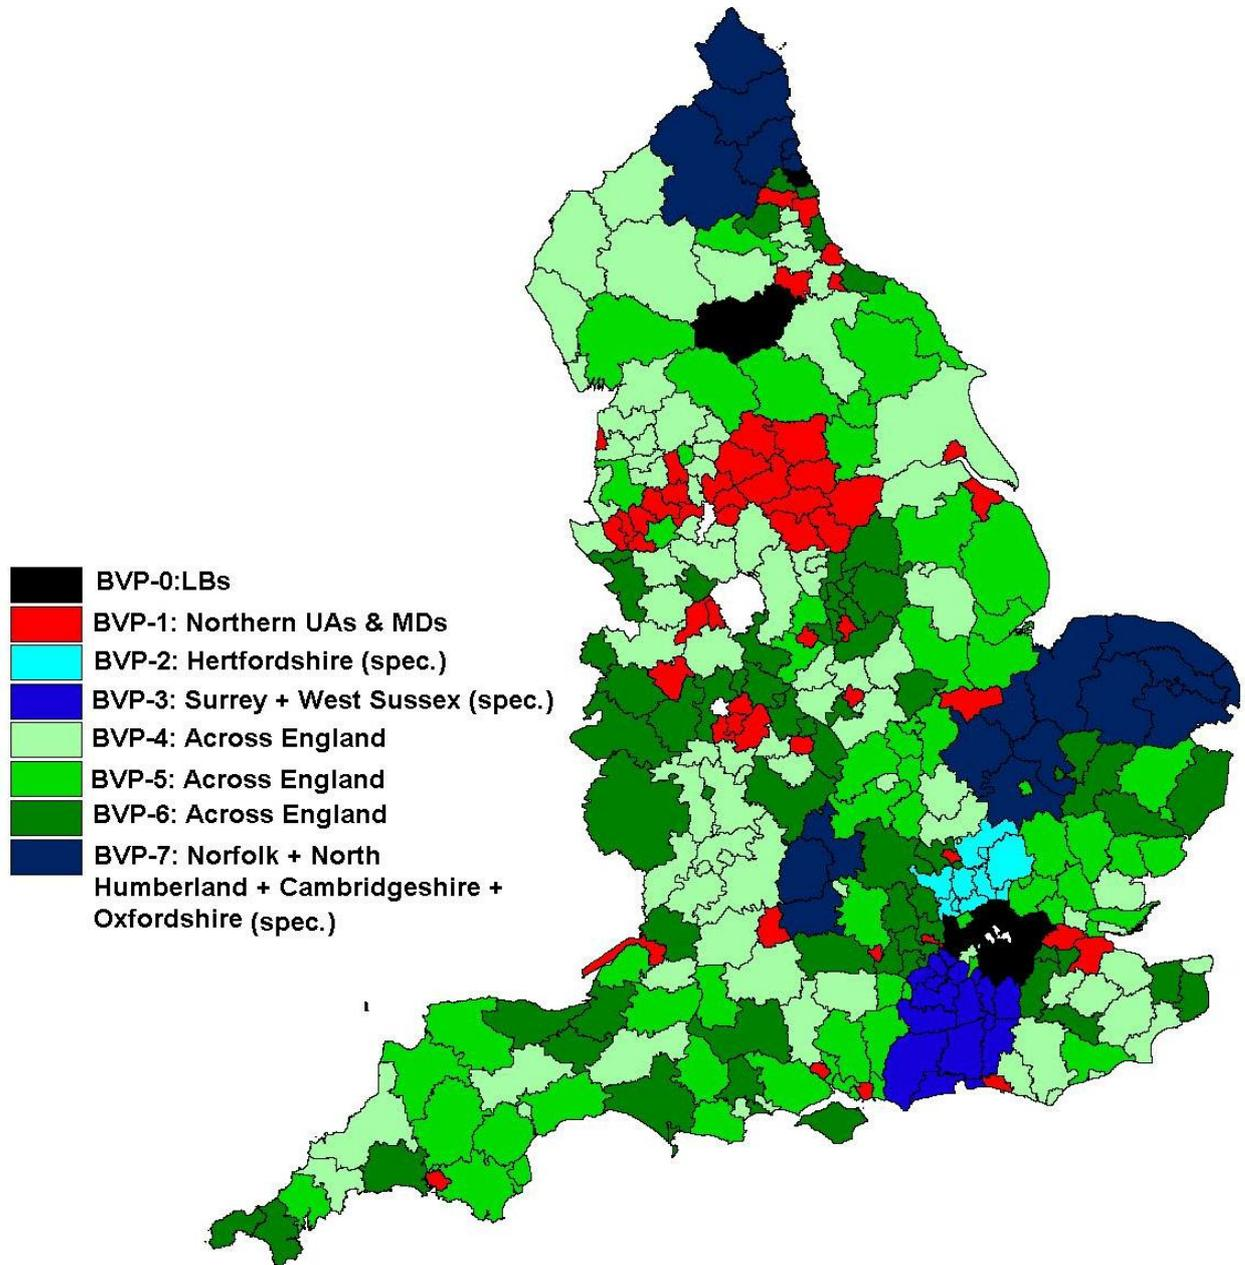 BVP-0:LBs
BVP-1: Northern UAs & MDs
BVP-2: Hertfordshire (spec.)
BVP-3: Surrey + West Sussex (spec.)
BVP-4: Across England
BVP-5: Across England
BVP-6: Across England
BVP-7: Norfolk + North
Humberland + Cambridgeshire +
Oxfordshire (spec.)